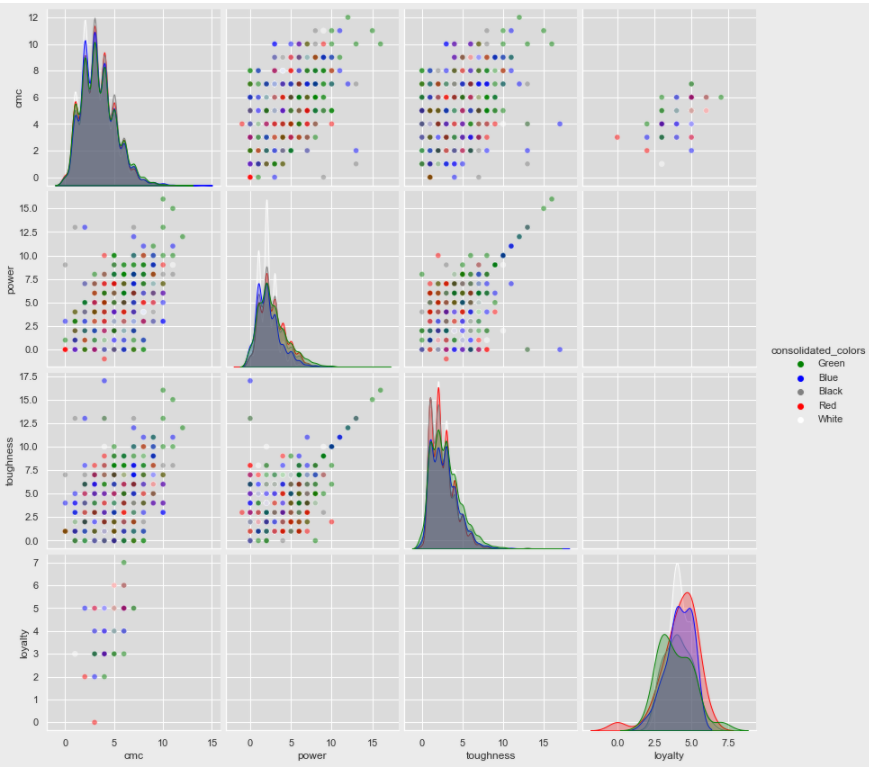 12
10
8
6
4
2
0
cmc
15.0
12.5
10.0
7.5
5.0
2.5
0.0
power
17.5
15.0
12.5
10.0
7.5
5.0
2.5
0.0
toughness
7
6
5
4
3
2
1
0
loyalty
0 5 10 15
cmc
0 5 10 15
power
0 5 10 15
toughness
0.0 2.5 5.0 7.5
loyalty
consolidated_colors
Green
Blue
Black
Red
White